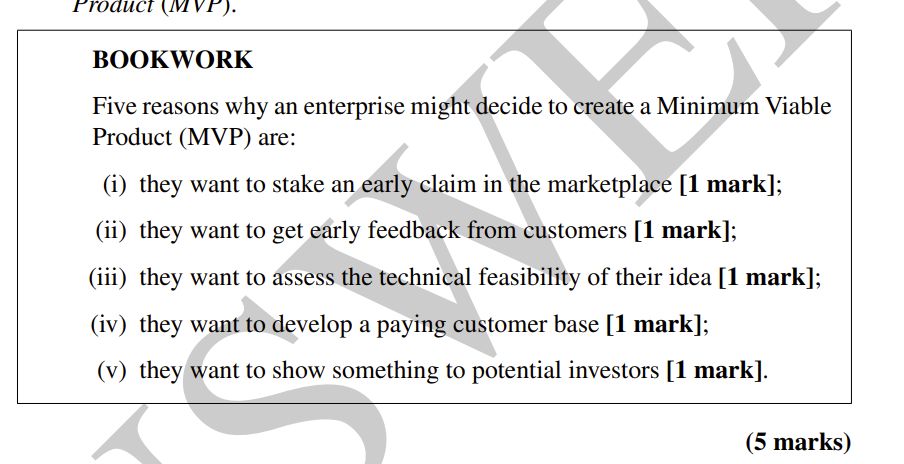 Product (MVP).
BOOKWORK
Five reasons why an enterprise might decide to create a Minimum Viable
Product (MVP) are:
(i) they want to stake an early claim in the marketplace [1 mark];
(ii) they want to get early feedback from customers [1 mark];
(iii) they want to assess the technical feasibility of their idea [1 mark];
(iv) they want to develop a paying customer base [1 mark];
(v) they want to show something to potential investors [1 mark].
(5 marks)